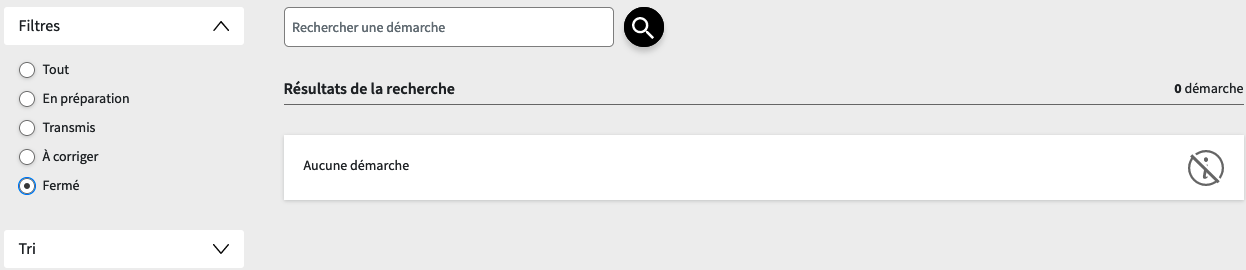 Filtres
Tout
En préparation
Transmis
À corriger
Fermé
Tri
Rechercher une démarche
Résultats de la recherche
0 démarche
Aucune démarche